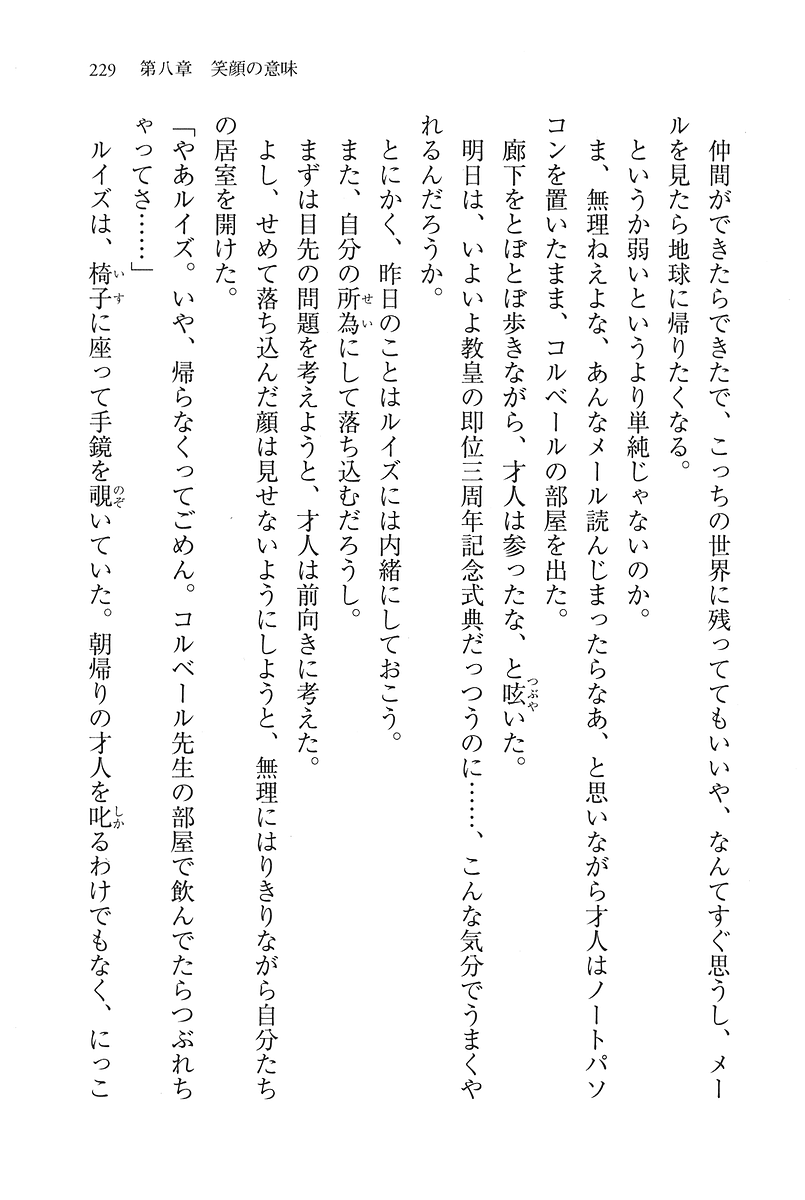 229　第八章　笑顔の意味
　仲間ができたらできたで、こっちの世界に残っててもいいや、なんてすぐ思うし、メー
ルを見たら地球に帰りたくなる。
　というか弱いというより単純じゃないのか。
　ま、無理ねえよな、あんなメール読んじまったらなあ、と思いながら才人はノートパソ
コンを置いたまま、コルベールの部屋を出た。
　廊下をとぼとぼ歩きながら、才人は参ったな、と呟いた。
　明日は、いよいよ教皇の即位三周年記念式典だっつうのに……、こんな気分でうまくや
れるんだろうか。
　とにかく、昨日のことはルイズには内緒にしておこう。
　また、自分の所為にして落ち込むだろうし。
　まずは目先の問題を考えようと、才人は前向きに考えた。
　よし、せめて落ち込んだ顔は見せないようにしようと、無理にはりきりながら自分たち
の居室を開けた。
「やあルイズ。いや、帰らなくってごめん。コルベール先生の部屋で飲んでたらつぶれち
ゃってさ……」
　ルイズは、椅子に座って手鏡を覗いていた。朝帰りの才人を叱るわけでもなく、にっこ